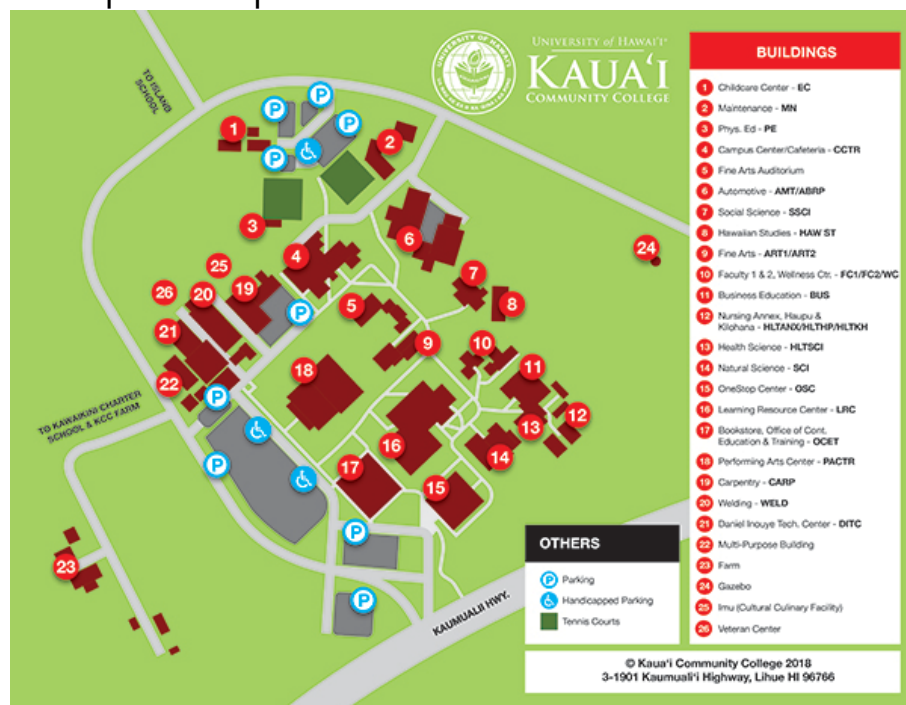 UNIVERSITY of HAWAI‘I®
KAUA‘I
COMMUNITY COLLEGE
UNIVERSITY OF HAWAI‘I
TO ISLAND
SCHOOL
TO KAWAIKINI CHARTER
SCHOOL & KCC FARM
KAUMUALII HWY.
P
P
P
P
P
P
P
P
P
1
2
3
4
5
6
7
8
9
10
11
12
13
14
15
16
17
18
19
20
21
22
23
24
25
26
BUILDINGS
1 Childcare Center - EC
2 Maintenance - MN
3 Phys. Ed - PE
4 Campus Center/Cafeteria - CCTR
5 Fine Arts Auditorium
6 Automotive - AMT/ABRP
7 Social Science - SSCI
8 Hawaiian Studies - HAW ST
9 Fine Arts - ART1/ART2
10 Faculty 1 & 2, Wellness Ctr. - FC1/FC2/WC
11 Business Education - BUS
12 Nursing Annex, Haupu &
Kilohana - HLTANX/HLTHP/HLTKH
13 Health Science - HLTSCI
14 Natural Science - SCI
15 OneStop Center - OSC
16 Learning Resource Center - LRC
17 Bookstore, Office of Cont.
Education & Training - OCET
18 Performing Arts Center - PACTR
19 Carpentry - CARP
20 Welding - WELD
21 Daniel Inouye Tech. Center - DITC
22 Multi-Purpose Building
23 Farm
24 Gazebo
25 Imu (Cultural Culinary Facility)
26 Veteran Center
OTHERS
P Parking
Handicapped Parking
Tennis Courts
© Kaua‘i Community College 2018
3-1901 Kaumuali‘i Highway, Lihue HI 96766